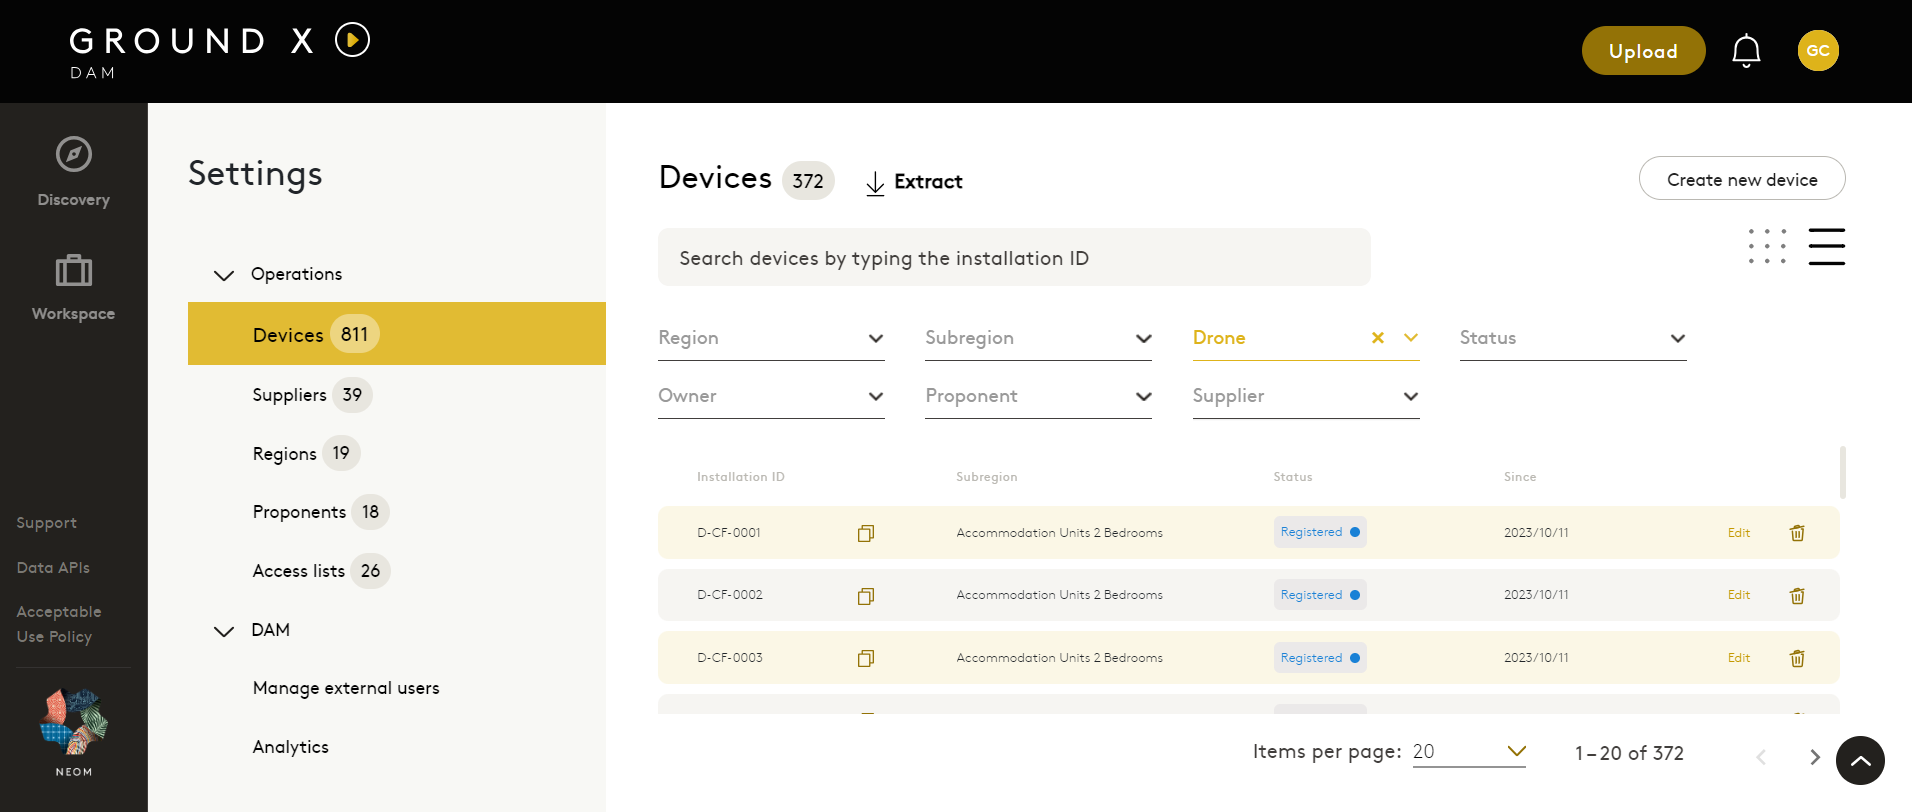 GROUND X
DAM
Upload
GC
Discovery
Workspace
Support
Data APIs
Acceptable
Use Policy
NEOM
Settings
Operations
Devices 811
Suppliers 39
Regions 19
Proponents 18
Access lists 26
DAM
Manage external users
Analytics
Devices 372 Extract
Create new device
Search devices by typing the installation ID
Region Subregion Drone Status
Owner Proponent Supplier
Installation ID Subregion Status Since
D-CF-0001 Accommodation Units 2 Bedrooms Registered 2023/10/11 Edit
D-CF-0002 Accommodation Units 2 Bedrooms Registered 2023/10/11 Edit
D-CF-0003 Accommodation Units 2 Bedrooms Registered 2023/10/11 Edit
Items per page: 20 1 – 20 of 372